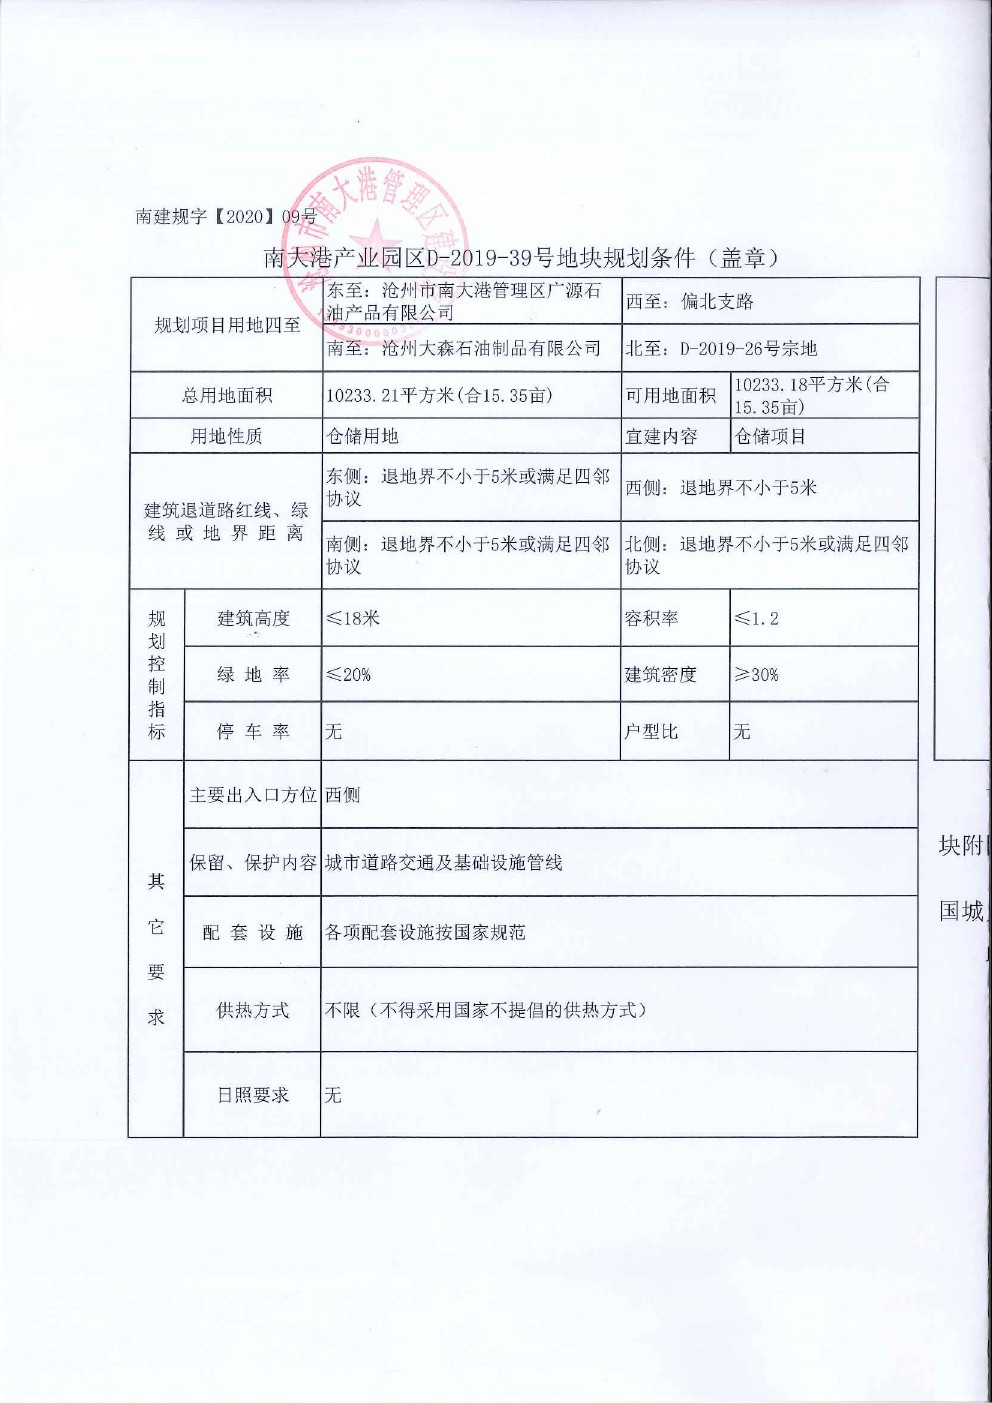 南建规字【2020】09号
南大港产业园区D-2019-39号地块规划条件（盖章）
规划项目用地四至
东至：沧州市南大港管理区广源石
油产品有限公司
西至：偏北支路
南至：沧州大森石油制品有限公司
北至：D-2019-26号宗地
总用地面积
10233.21平方米(合15.35亩)
可用地面积
10233.18平方米(合
15.35亩)
用地性质
仓储用地
宜建内容
仓储项目
建筑退道路红线、绿
线或地界距离
东侧：退地界不小于5米或满足四邻
协议
西侧：退地界不小于5米
南侧：退地界不小于5米或满足四邻
协议
北侧：退地界不小于5米或满足四邻
协议
规划控制指标
建筑高度
≤18米
容积率
≤1.2
绿地率
≤20%
建筑密度
≥30%
停车率
无
户型比
无
其它要求
主要出入口方位
西侧
保留、保护内容
城市道路交通及基础设施管线
配套设施
各项配套设施按国家规范
供热方式
不限（不得采用国家不提倡的供热方式）
日照要求
无
块附
国城